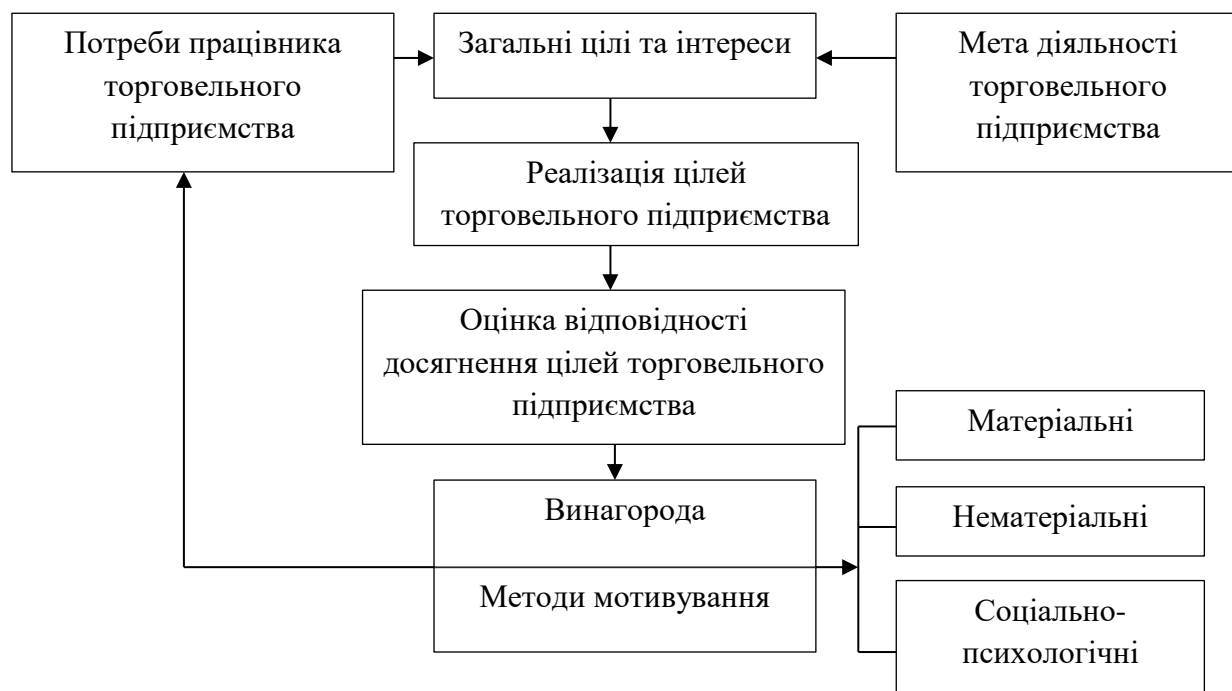 Потреби працівника
торговельного
підприємства
Загальні цілі та інтереси
Мета діяльності
торговельного
підприємства
Реалізація цілей
торговельного підприємства
Оцінка відповідності
досягнення цілей торговельного
підприємства
Винагорода
Методи мотивування
Матеріальні
Нематеріальні
Соціально-
психологічні